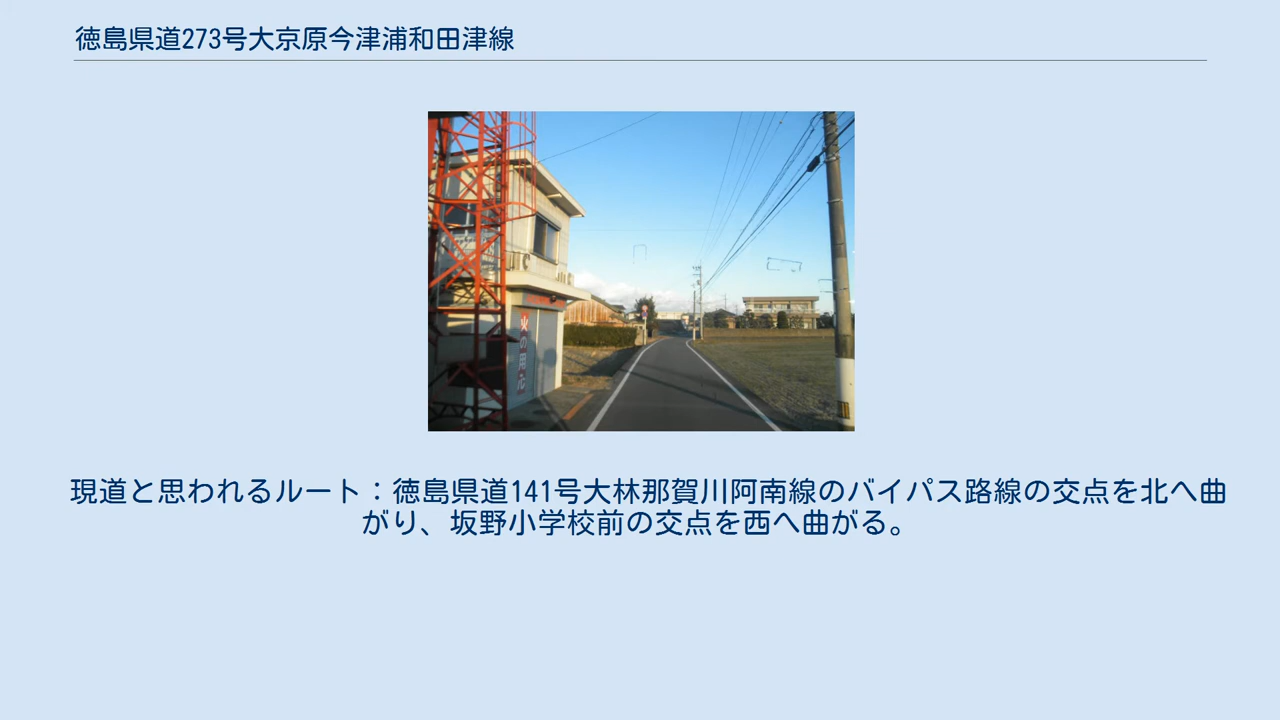 徳島県道273号大京原今津浦和田津線
火の用心
現道と思われるルート：徳島県道141号大林那賀川阿南線のバイパス路線の交点を北へ曲
がり、坂野小学校前の交点を西へ曲がる。